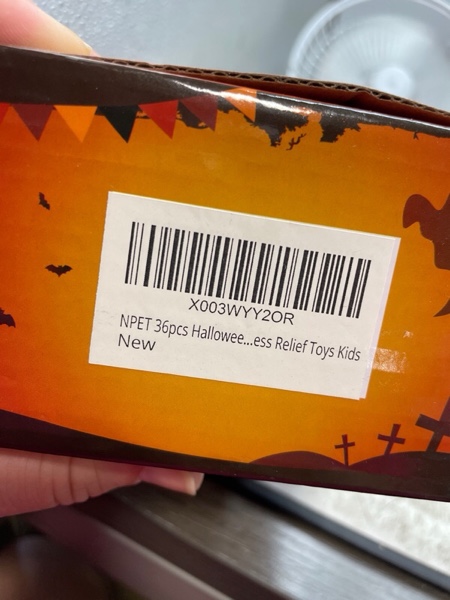 X003WYY2OR
NPET 36pcs Hallowee...ess Relief Toys Kids
New